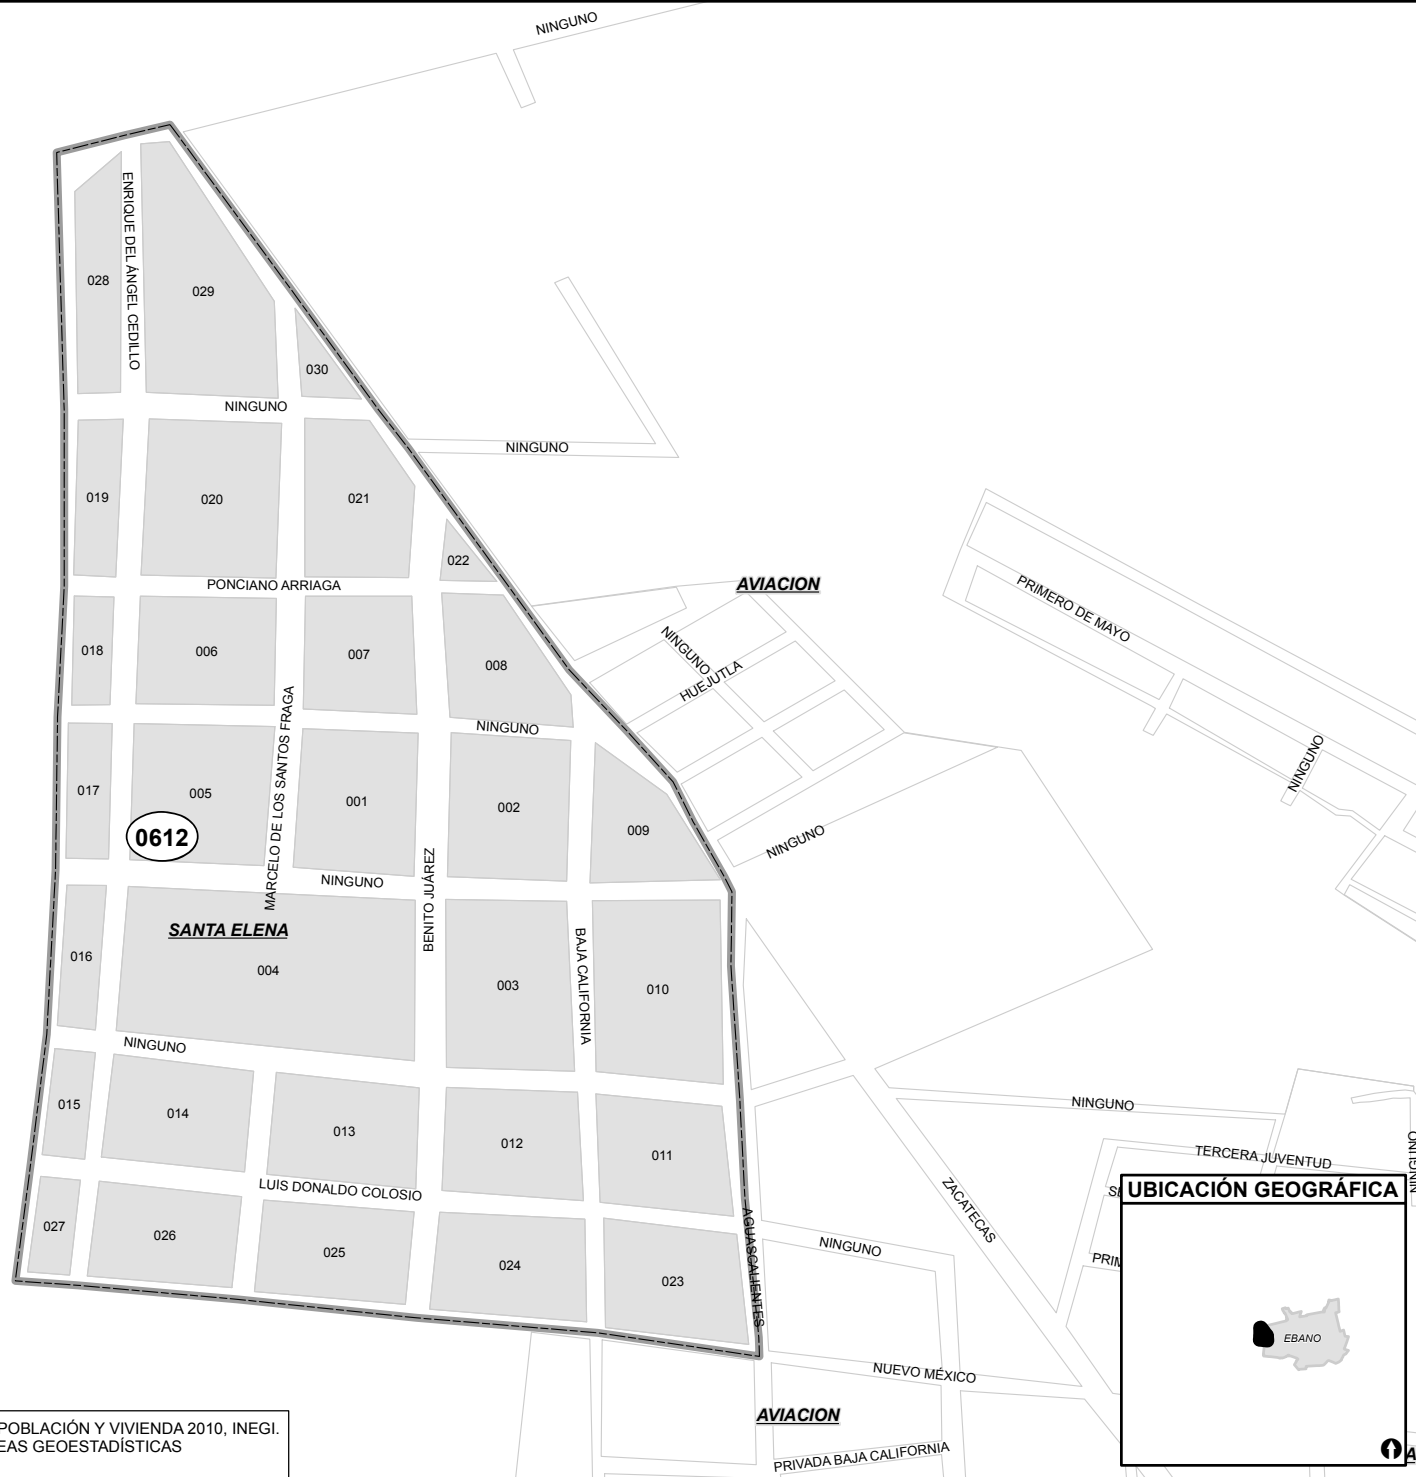 NINGUNO
ENRIQUE DEL ÁNGEL CEDILLO
028
029
030
NINGUNO
NINGUNO
019
020
021
022
PONCIANO ARRIAGA
AVIACION
PRIMERO DE MAYO
018
006
007
008
NINGUNO
HUEJUTLA
MARCELO DE LOS SANTOS FRAGA
NINGUNO
NINGUNO
017
005
001
002
009
0612
NINGUNO
NINGUNO
BENITO JUÁREZ
SANTA ELENA
016
004
003
BAJA CALIFORNIA
010
NINGUNO
015
014
013
012
011
NINGUNO
TERCERA JUVENTUD
NINGUNO
LUIS DONALDO COLOSIO
ZACATECAS
AGUASCALIENTES
027
026
025
024
023
NINGUNO
PRIM
UBICACIÓN GEOGRÁFICA
EBANO
NUEVO MÉXICO
AVIACION
PRIVADA BAJA CALIFORNIA
POBLACIÓN Y VIVIENDA 2010, INEGI.
EAS GEOESTADÍSTICAS